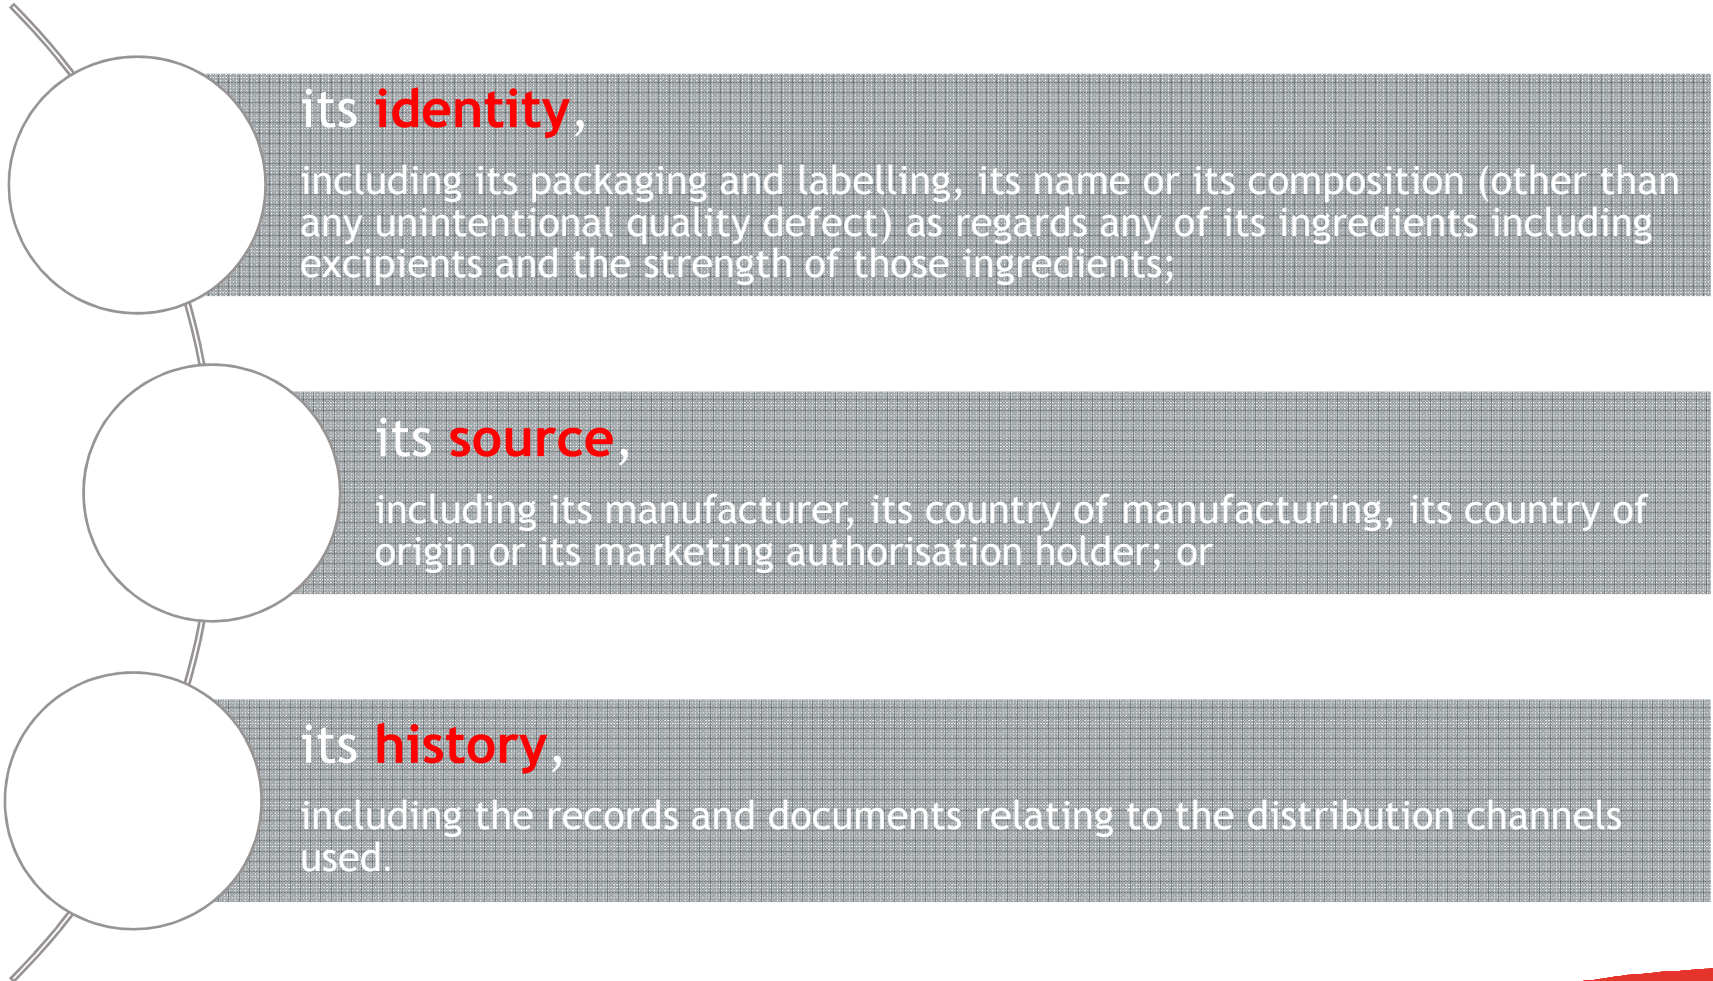 its identity,
including its packaging and labelling, its name or its composition (other than
any unintentional quality defect) as regards any of its ingredients including
excipients and the strength of those ingredients;
its source,
including its manufacturer, its country of manufacturing, its country of
origin or its marketing authorisation holder; or
its history,
including the records and documents relating to the distribution channels
used.